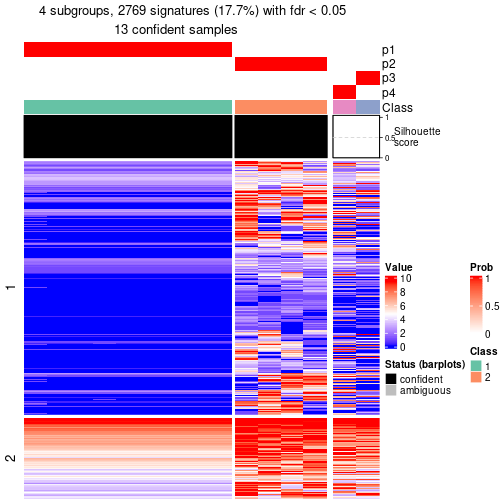 4 subgroups, 2769 signatures (17.7%) with fdr < 0.05
13 confident samples
p1
p2
p3
p4
Class
1
0.5
0
Silhouette
score
1
2
Value
10
8
6
4
2
0
Prob
1
0.5
0
Status (barplots)
confident
ambiguous
Class
1
2